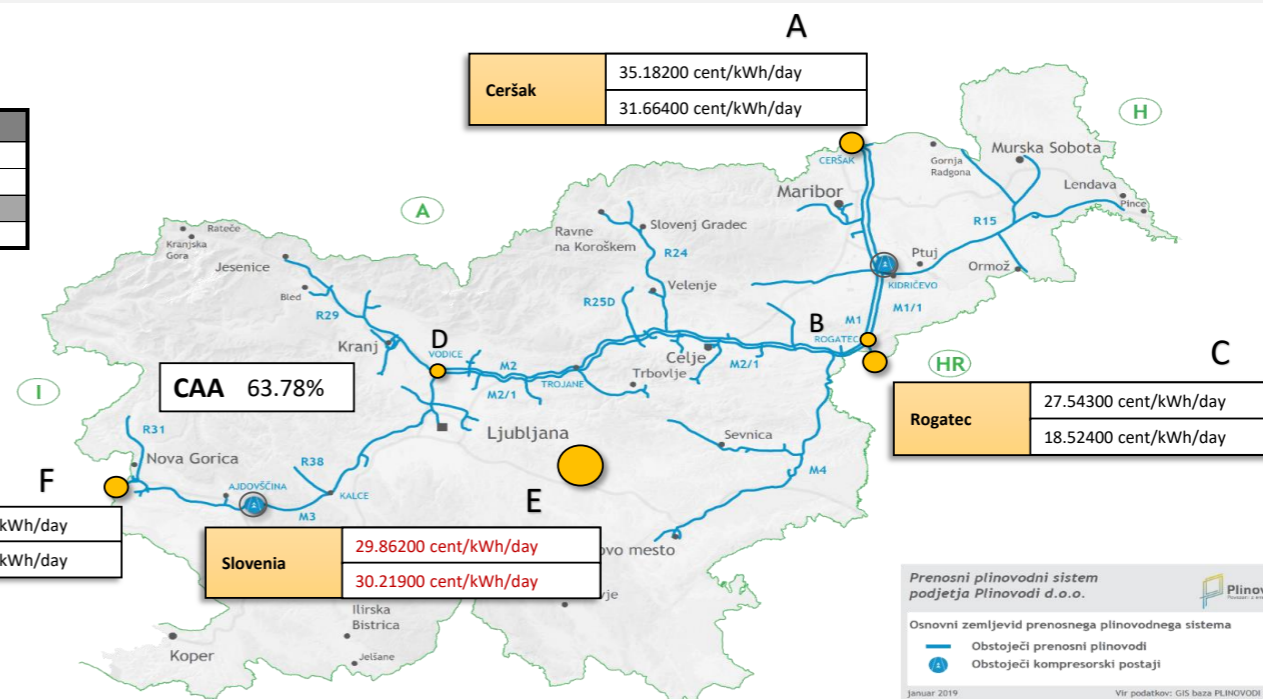 A
Ceršak
35.18200 cent/kWh/day
31.66400 cent/kWh/day
H
CERŠAK
Gornja
Radgona
Murska Sobota
Lendava
Pince
Maribor
A
Rateče
Kranjska
Gora
Jesenice
Bled
Ravne
na Koroškem
Slovenj Gradec
R24
Velenje
R25D
R15
Ptuj
Ormož
KIDRIČEVO
M1/1
M1
B
ROGATEC
R29
Kranj
D
VODICE
M2
M2/1
TROJANE
Celje
M2/1
Trbovlje
HR
C
Rogatec
27.54300 cent/kWh/day
18.52400 cent/kWh/day
I
CAA 63.78%
R31
Nova Gorica
Ljubljana
Sevnica
M4
F
kWh/day
kWh/day
AJDOVŠČINA
R38
KALCE
M3
E
Slovenia
29.86200 cent/kWh/day
30.21900 cent/kWh/day
ovo mesto
je
Ilirska
Bistrica
Koper
Jelšane
Prenosni plinovodni sistem
podjetja Plinovodi d.o.o.
Plinov
Osnovni zemljevid prenosnega plinovodnega sistema
Obstoječi prenosni plinovodi
Obstoječi kompresorski postaji
januar 2019
Vir podatkov: GIS baza PLINOVODI